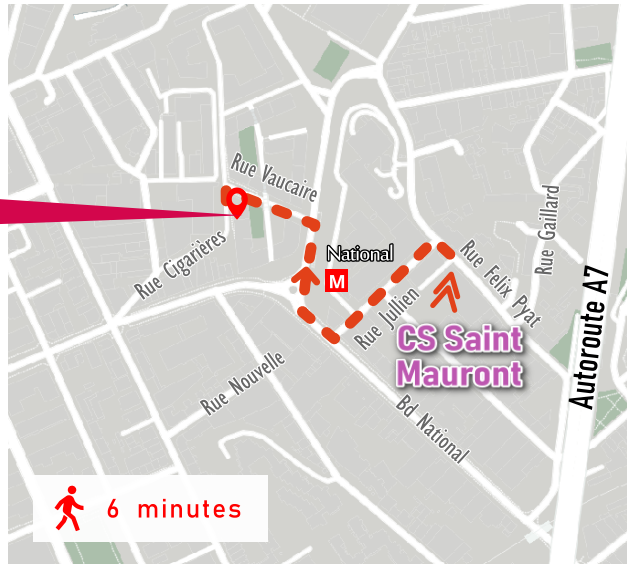 Rue Vaucaire
Rue Cigarières
National
M
Rue Jullien
Rue Felix Pyat
Rue Gaillard
Autoroute A7
CS Saint
Mauront
Rue Nouvelle
Bd National
6 minutes